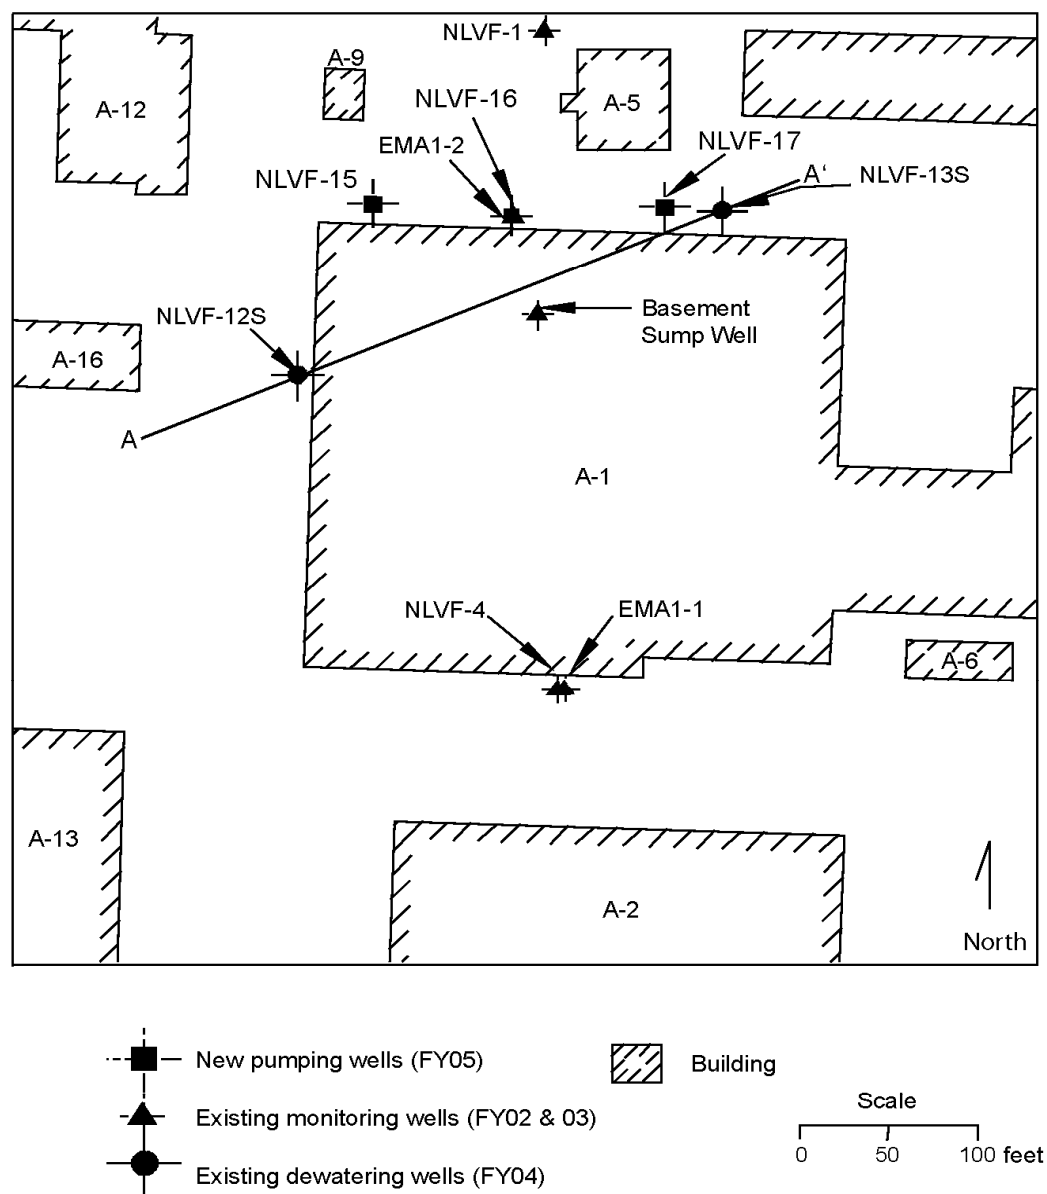 NLVF-1
A-9
A-12
NLVF-16
A-5
EMA1-2
NLVF-17
NLVF-15
A‘
NLVF-13S
NLVF-12S
Basement
Sump Well
A-16
A
A-1
NLVF-4
EMA1-1
A-6
A-13
A-2
North
New pumping wells (FY05)
Building
Existing monitoring wells (FY02 & 03)
Scale
0 50 100 feet
Existing dewatering wells (FY04)